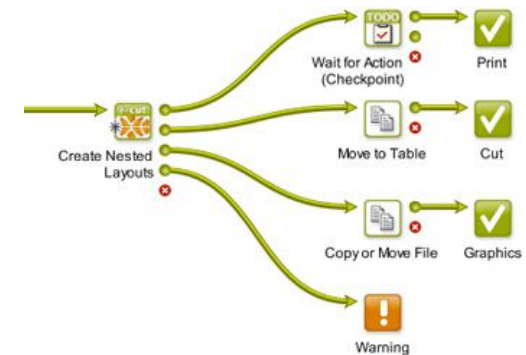 TODO
Wait for Action
(Checkpoint)
Print
i-cut
Create Nested
Layouts
Move to Table
Cut
Copy or Move File
Graphics
Warning